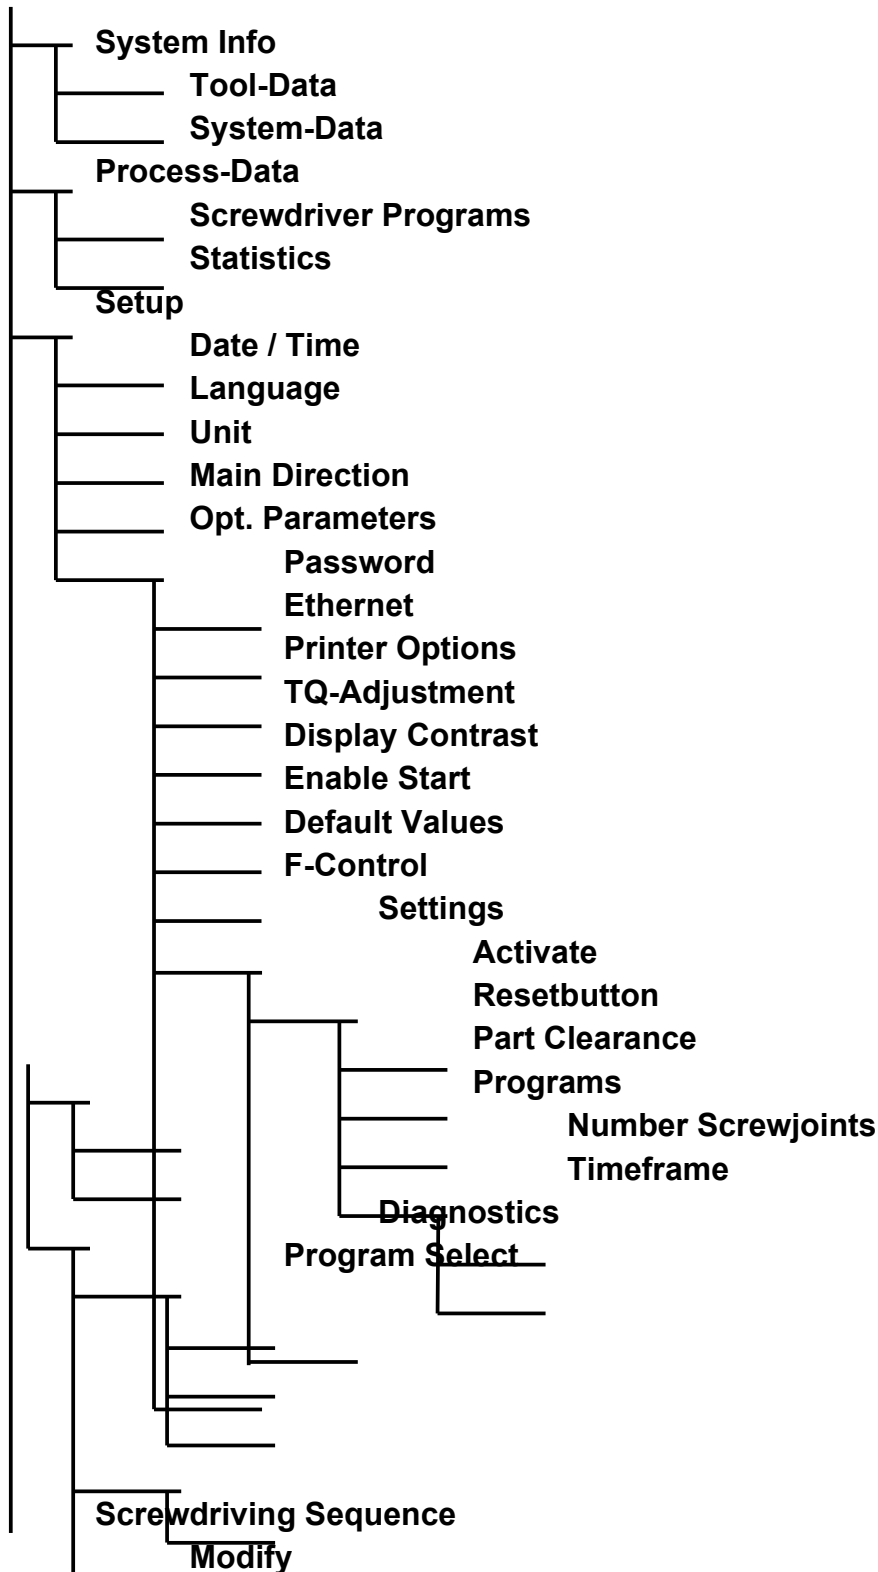 System Info
Tool-Data
System-Data
Process-Data
Screwdriver Programs
Statistics
Setup
Date / Time
Language
Unit
Main Direction
Opt. Parameters
Password
Ethernet
Printer Options
TQ-Adjustment
Display Contrast
Enable Start
Default Values
F-Control
Settings
Activate
Resetbutton
Part Clearance
Programs
Number Screwjoints
Timeframe
Diagnostics
Program Select
Screwdriving Sequence
Modify